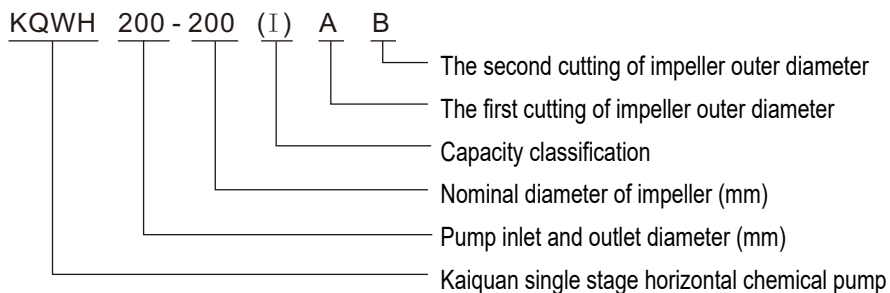 KQWH 200 - 200 (I) A B
The second cutting of impeller outer diameter
The first cutting of impeller outer diameter
Capacity classification
Nominal diameter of impeller (mm)
Pump inlet and outlet diameter (mm)
Kaiquan single stage horizontal chemical pump